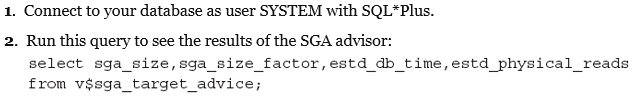 1. Connect to your database as user SYSTEM with SQL*Plus.
2. Run this query to see the results of the SGA advisor:
select sga_size,sga_size_factor,estd_db_time,estd_physical_reads
from v$sga_target_advice;